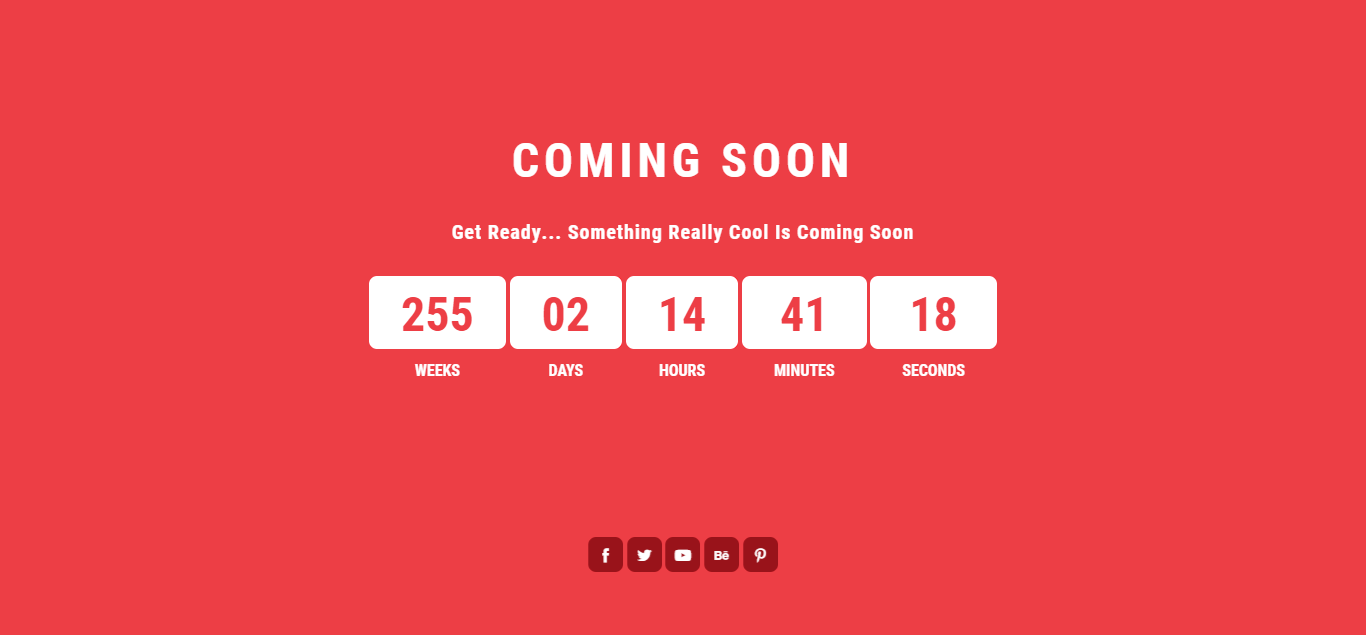 COMING SOON
Get Ready... Something Really Cool Is Coming Soon
255 02 14 41 18
WEEKS DAYS HOURS MINUTES SECONDS
f Bē